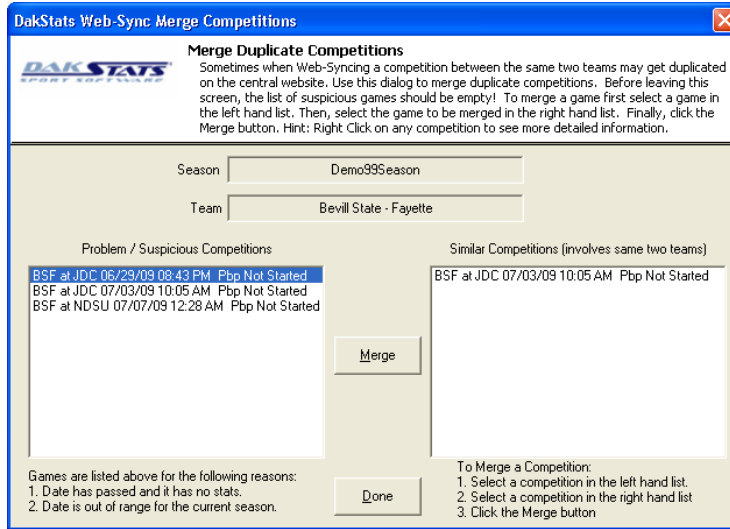 DakStats Web-Sync Merge Competitions
Merge Duplicate Competitions
DAK STATS
SPORT SOFTWARE
Sometimes when Web-Syncing a competition between the same two teams may get duplicated
on the central website. Use this dialog to merge duplicate competitions. Before leaving this
screen, the list of suspicious games should be empty! To merge a game first select a game in
the left hand list. Then, select the game to be merged in the right hand list. Finally, click the
Merge button. Hint: Right Click on any competition to see more detailed information.
Season Demo99Season
Team Bevill State - Fayette
Problem / Suspicious Competitions
BSF at JDC 06/29/09 08:43 PM Pbp Not Started
BSF at JDC 07/03/09 10:05 AM Pbp Not Started
BSF at NDSU 07/07/09 12:28 AM Pbp Not Started
Merge
Similar Competitions (involves same two teams)
BSF at JDC 07/03/09 10:05 AM Pbp Not Started
Games are listed above for the following reasons:
1. Date has passed and it has no stats.
2. Date is out of range for the current season.
Done
To Merge a Competition:
1. Select a competition in the left hand list.
2. Select a competition in the right hand list
3. Click the Merge button